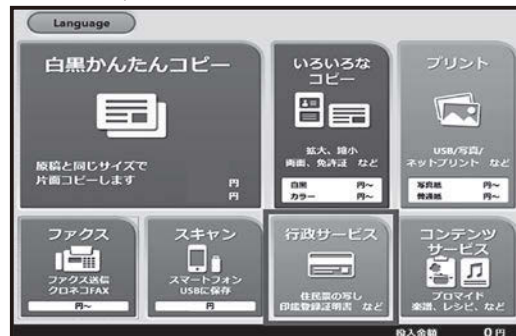 Language
白黒かんたんコピー
原稿と同じサイズで
片面コピーします
円
円
いろいろな
コピー
拡大、縮小
両面、免許証 など
白黒 円～
カラー 円～
プリント
USB/写真/
ネットプリント など
写真紙 円～
普通紙 円～
ファクス
ファクス送信
クロネコFAX
円～
スキャン
スマートフォン
USBに保存
円
行政サービス
住民票の写し
印鑑登録証明書 など
コンテンツ
サービス
ブロマイド
楽譜、レシピ、など
投入金額 0円